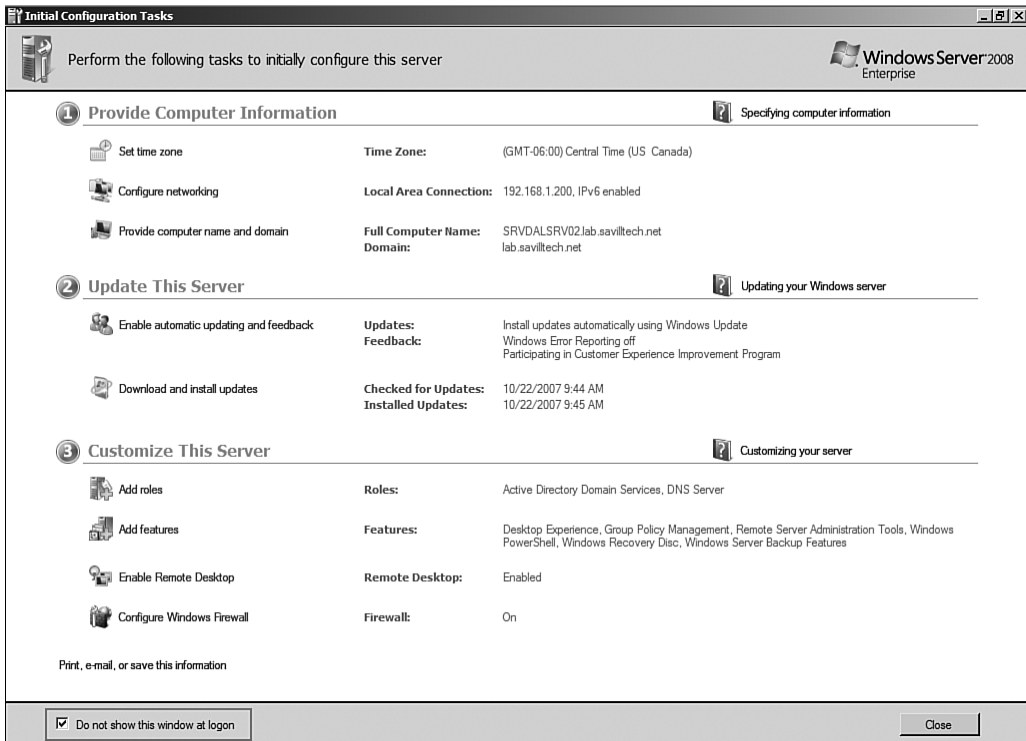 Initial Configuration Tasks
Perform the following tasks to initially configure this server
Windows Server 2008
Enterprise
1 Provide Computer Information
Specifying computer information
Set time zone
Time Zone: (GMT-06:00) Central Time (US Canada)
Configure networking
Local Area Connection: 192.168.1.200, IPv6 enabled
Provide computer name and domain
Full Computer Name: SRVDALSRV02.lab.savilltech.net
Domain: lab.savilltech.net
2 Update This Server
Updating your Windows server
Enable automatic updating and feedback
Updates: Install updates automatically using Windows Update
Feedback: Windows Error Reporting off
Participating in Customer Experience Improvement Program
Download and install updates
Checked for Updates: 10/22/2007 9:44 AM
Installed Updates: 10/22/2007 9:45 AM
3 Customize This Server
Customizing your server
Add roles
Roles: Active Directory Domain Services, DNS Server
Add features
Features: Desktop Experience, Group Policy Management, Remote Server Administration Tools, Windows
PowerShell, Windows Recovery Disc, Windows Server Backup Features
Enable Remote Desktop
Remote Desktop: Enabled
Configure Windows Firewall
Firewall: On
Print, e-mail, or save this information
Do not show this window at logon
Close